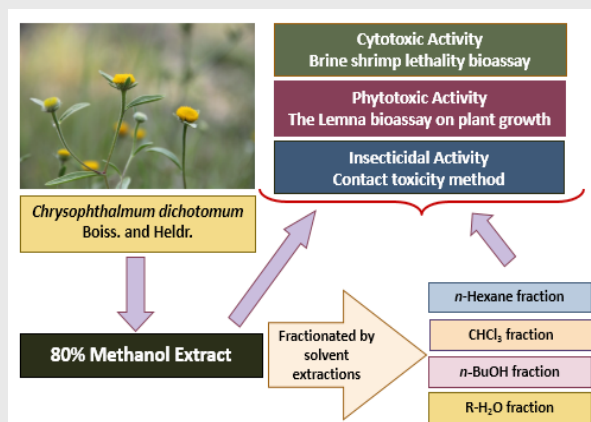 Cytotoxic Activity
Brine shrimp lethality bioassay
Phytotoxic Activity
The Lemna bioassay on plant growth
Insecticidal Activity
Contact toxicity method
Chrysophthalmum dichotomum
Boiss. and Heldr.
80% Methanol Extract
Fractionated by
solvent
extractions
n-Hexane fraction
CHCl₃ fraction
n-BuOH fraction
R-H₂O fraction